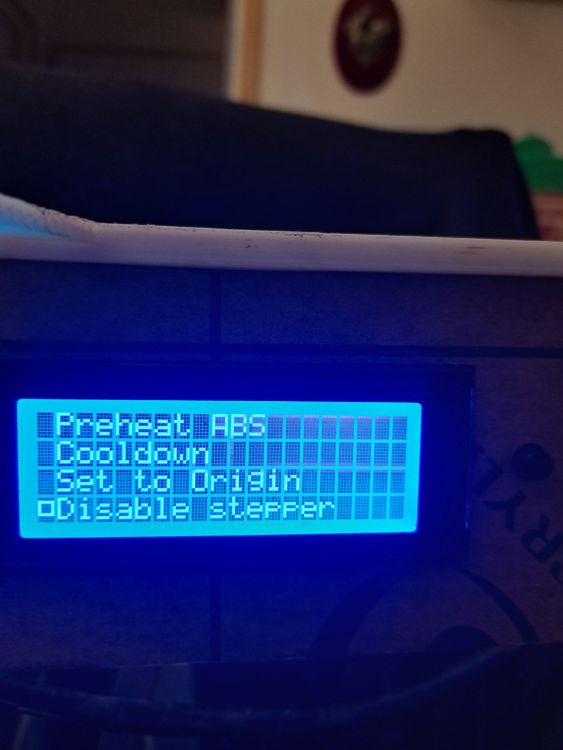 Preheat ABS
Cooldown
Set to Origin
Disable stepper